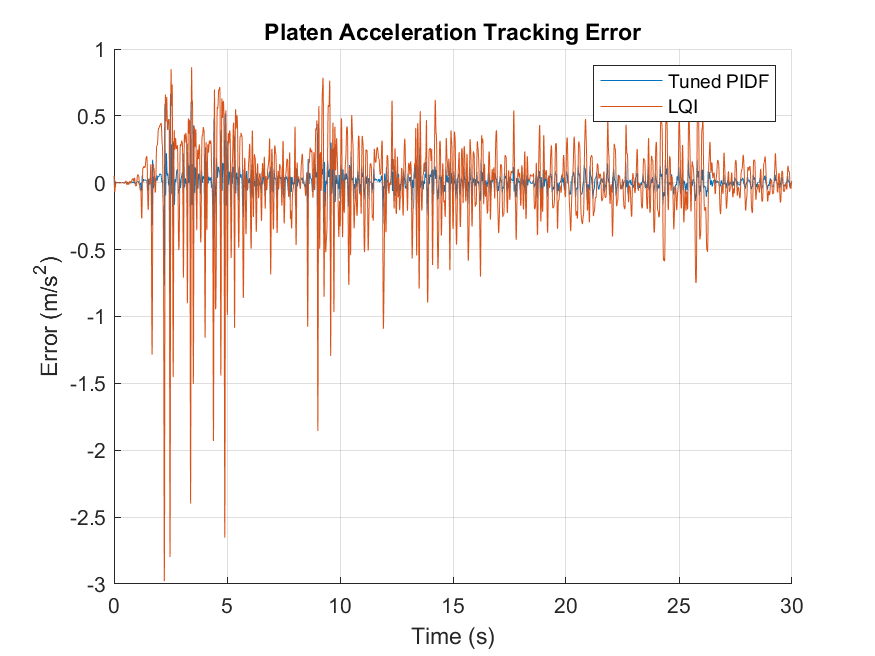 Platen Acceleration Tracking Error
Tuned PIDF
LQI
1
0.5
0
-0.5
-1
-1.5
-2
-2.5
-3
Error (m/s²)
0 5 10 15 20 25 30
Time (s)